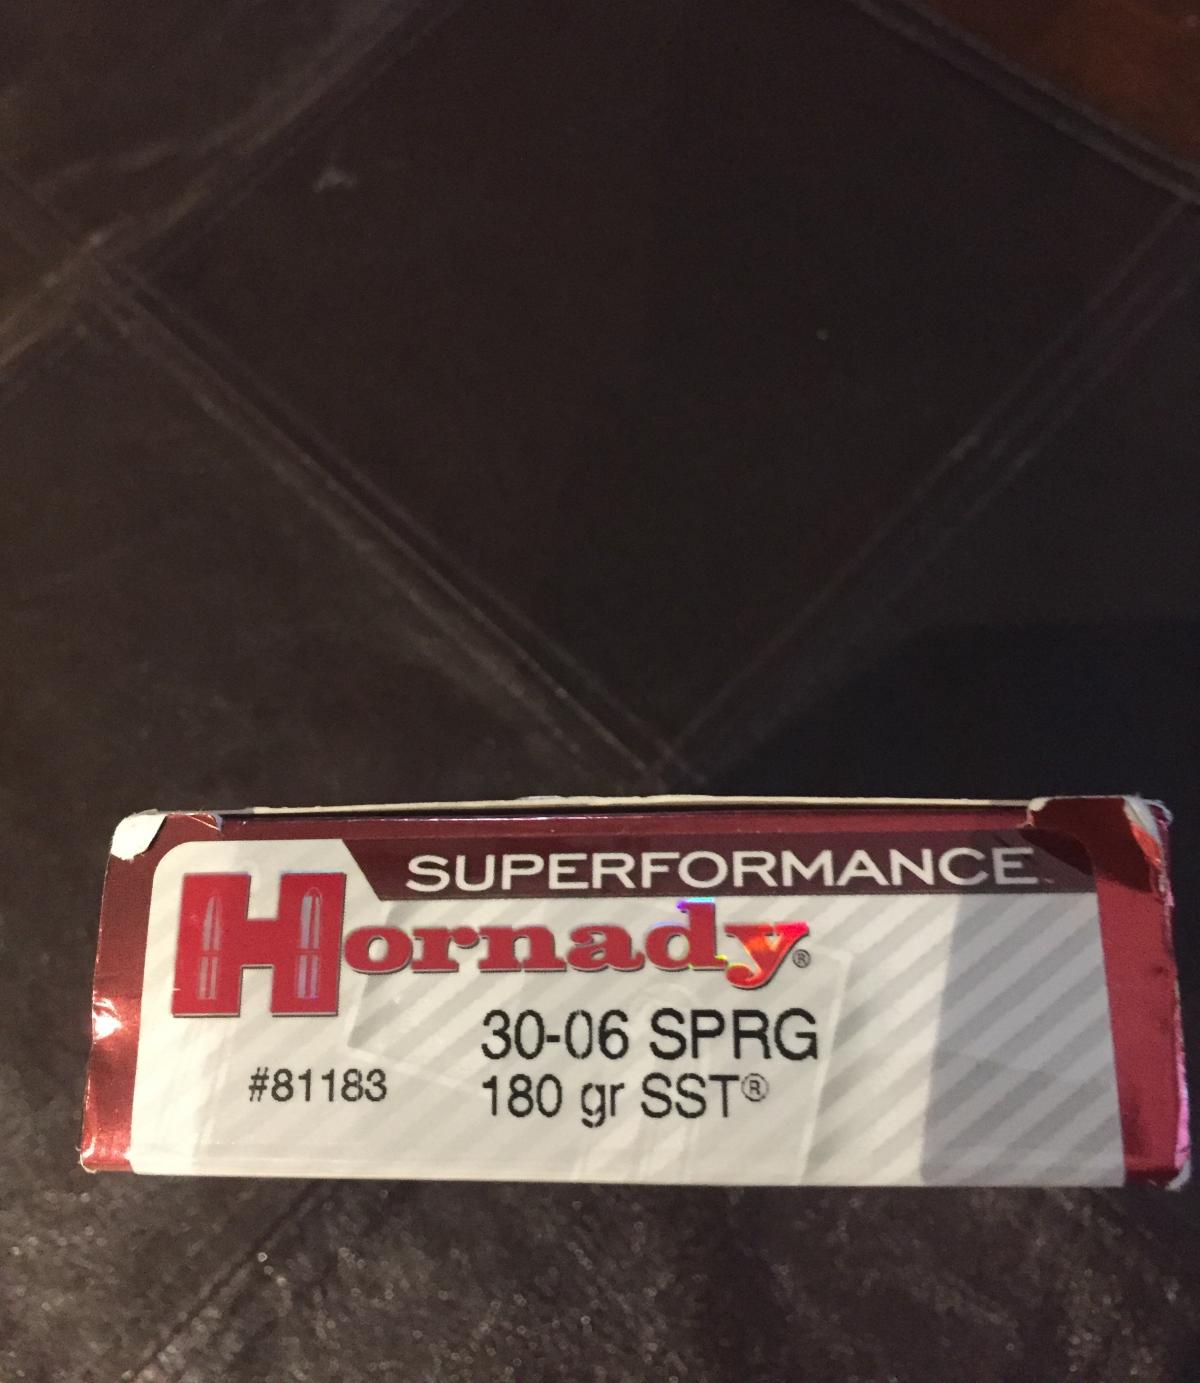 SUPERFORMANCE
Hornady®
30-06 SPRG
#81183
180 gr SST®